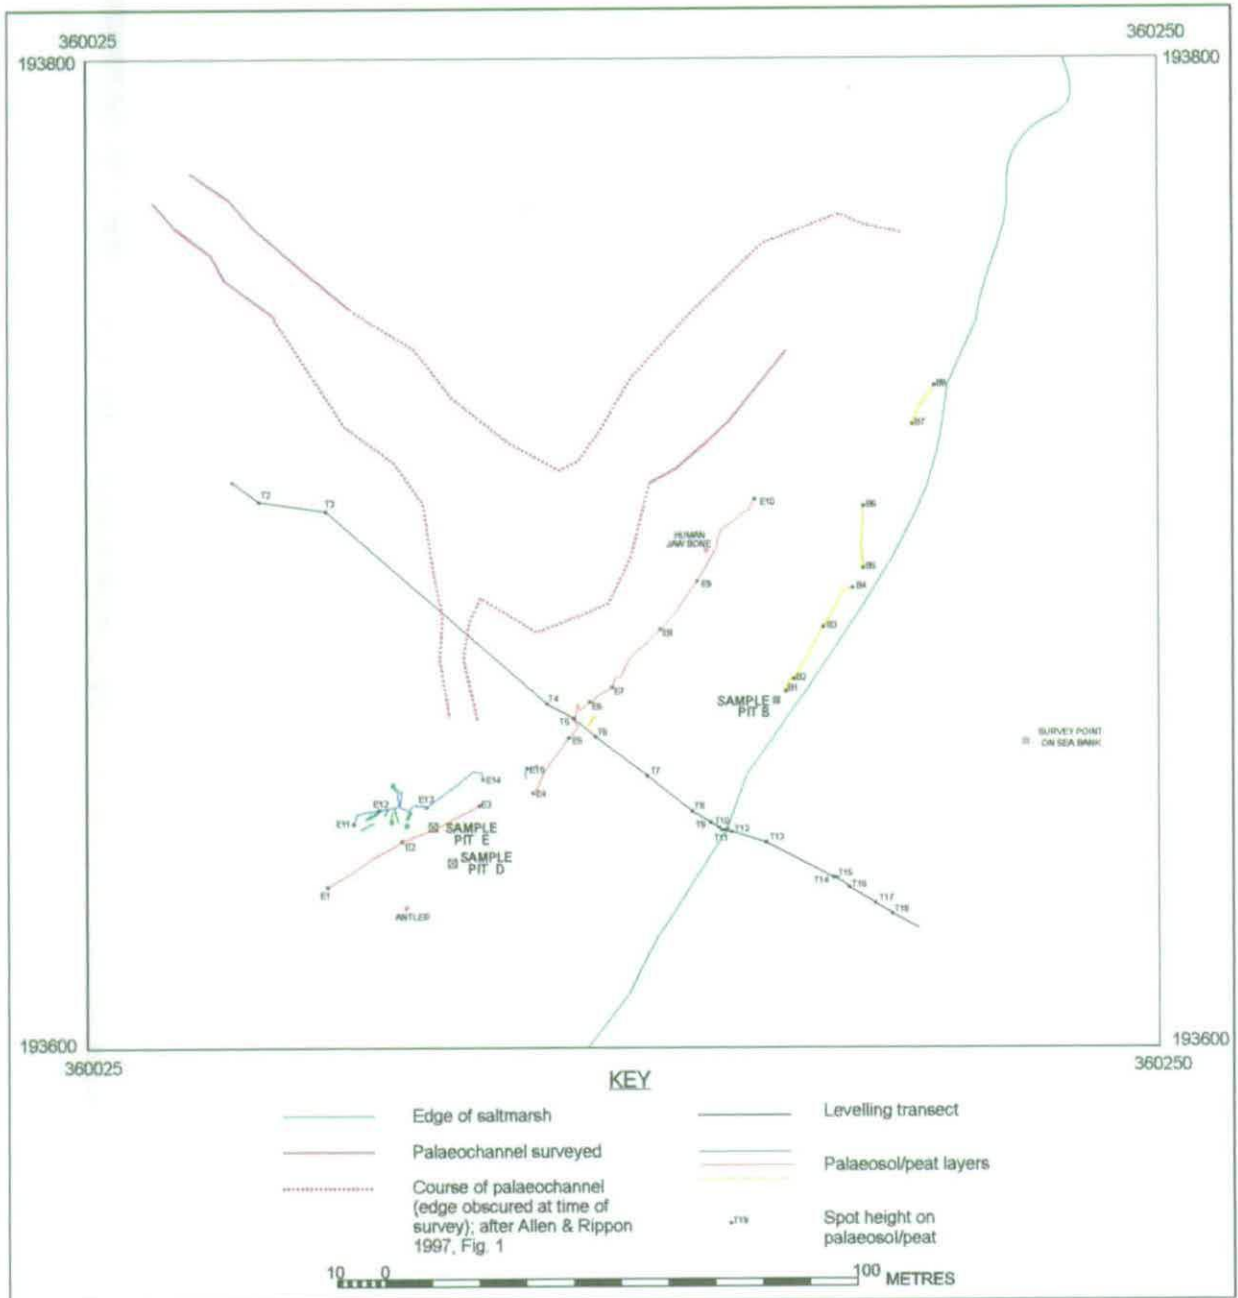 360025
360250
193800
193800
T2
T3
E10
HUMAN
JAW BONE
E9
E8
E7
E6
T4
T5
E5
T6
E15
E4
T7
T8
T9
T10
T11
T12
T13
T14
T15
T16
T17
T18
B8
B7
B6
B5
B4
B3
B2
B1
SAMPLE
PIT B
SURVEY POINT
ON SEA BANK
E14
E13
E12
E11
E3
SAMPLE
PIT E
E2
SAMPLE
PIT D
E1
ANTLER
193600
193600
360025
360250
KEY
Edge of saltmarsh
Palaeochannel surveyed
Course of palaeochannel
(edge obscured at time of
survey); after Allen & Rippon
1997, Fig. 1
Levelling transect
Palaeosol/peat layers
T19
Spot height on
palaeosol/peat
10 0 100 METRES